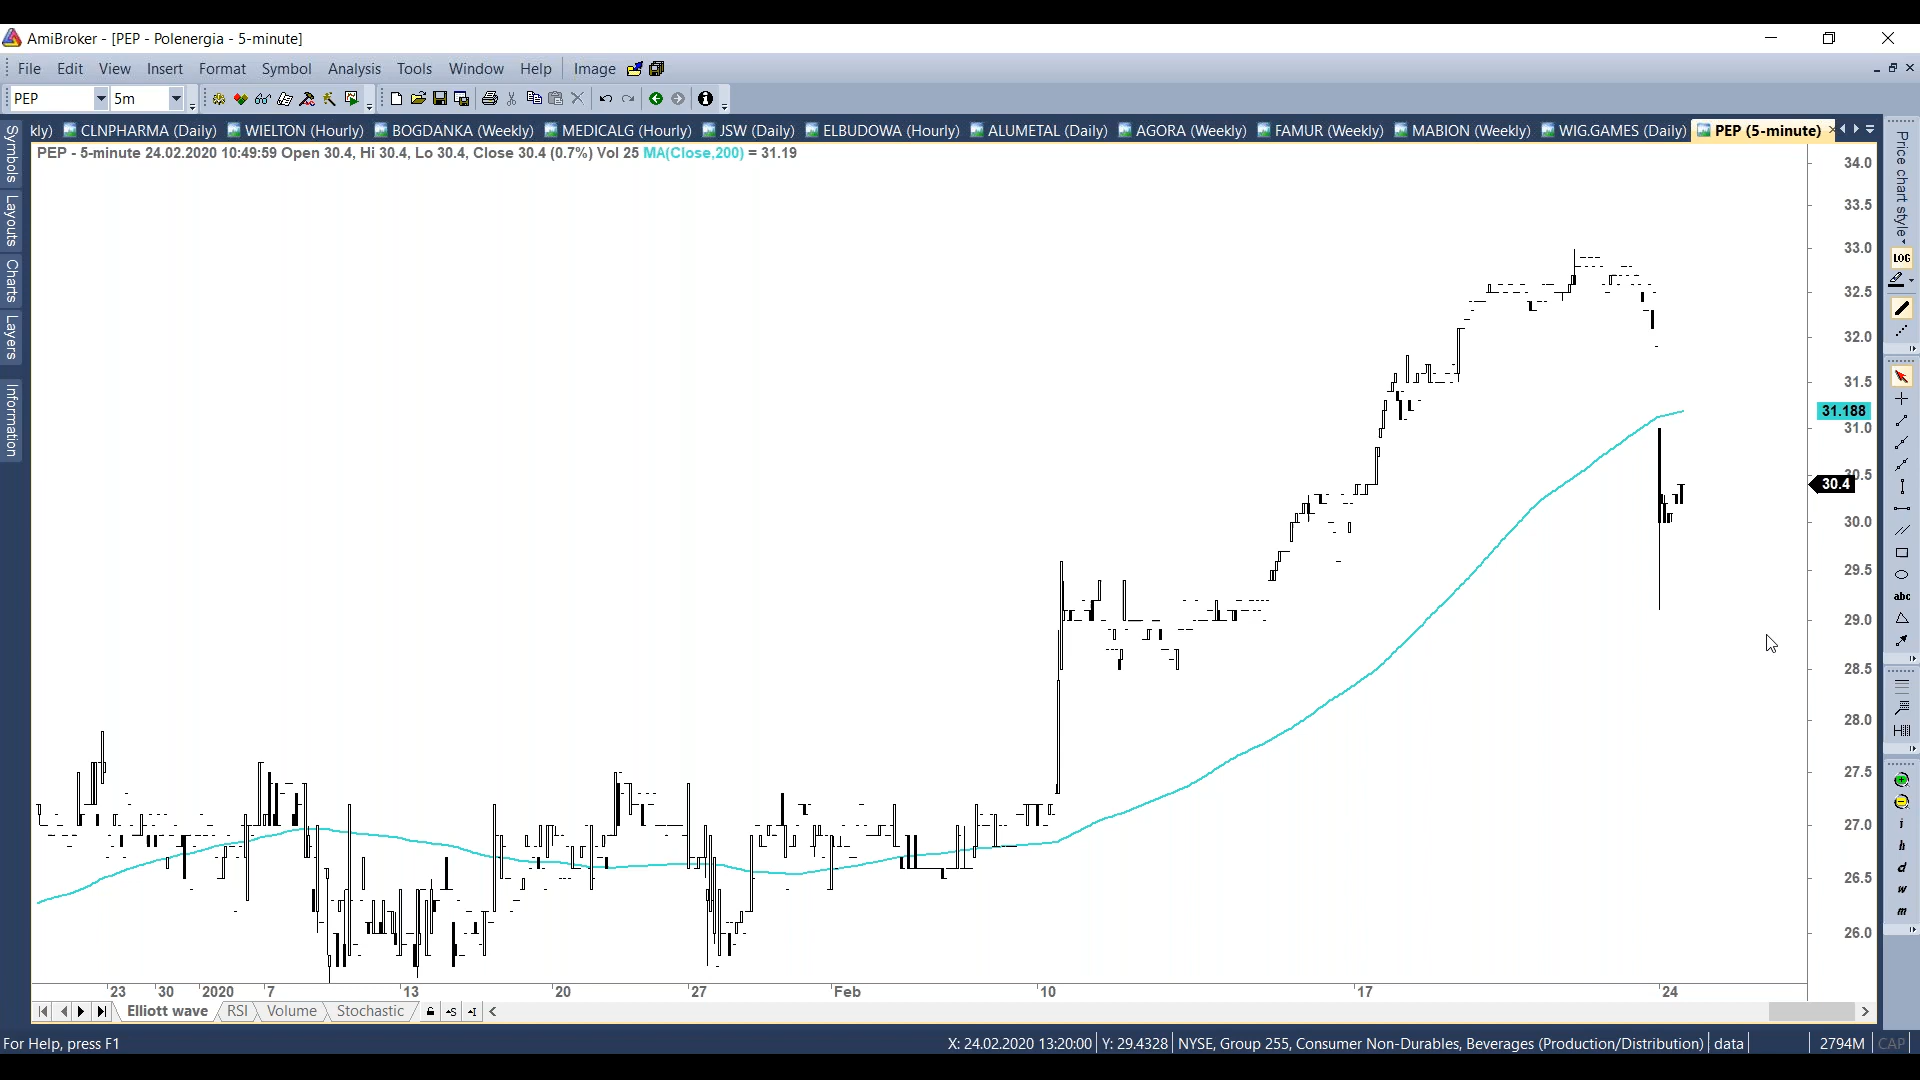 AmiBroker - [PEP - Polenergia - 5-minute]
File Edit View Insert Format Symbol Analysis Tools Window Help Image
PEP 5m
kly) CLNPHARMA (Daily) WIELTON (Hourly) BOGDANKA (Weekly) MEDICALG (Hourly) JSW (Daily) ELBUDOWA (Hourly) ALUMETAL (Daily) AGORA (Weekly) FAMUR (Weekly) MABION (Weekly) WIG.GAMES (Daily) PEP (5-minute)
PEP - 5-minute 24.02.2020 10:49:59 Open 30.4, Hi 30.4, Lo 30.4, Close 30.4 (0.7%) Vol 25 MA(Close,200) = 31.19
Symbols
Layouts
Charts
Layers
Information
34.0
33.5
33.0
32.5
32.0
31.5
31.188
31.0
30.5
30.4
30.0
29.5
29.0
28.5
28.0
27.5
27.0
26.5
26.0
Price chart style
LOG
abc
i
h
d
w
m
23 30 2020 7 13 20 27 Feb 10 17 24
Elliott wave RSI Volume Stochastic
For Help, press F1 X: 24.02.2020 13:20:00 Y: 29.4328 NYSE, Group 255, Consumer Non-Durables, Beverages (Production/Distribution) data 2794M CAP